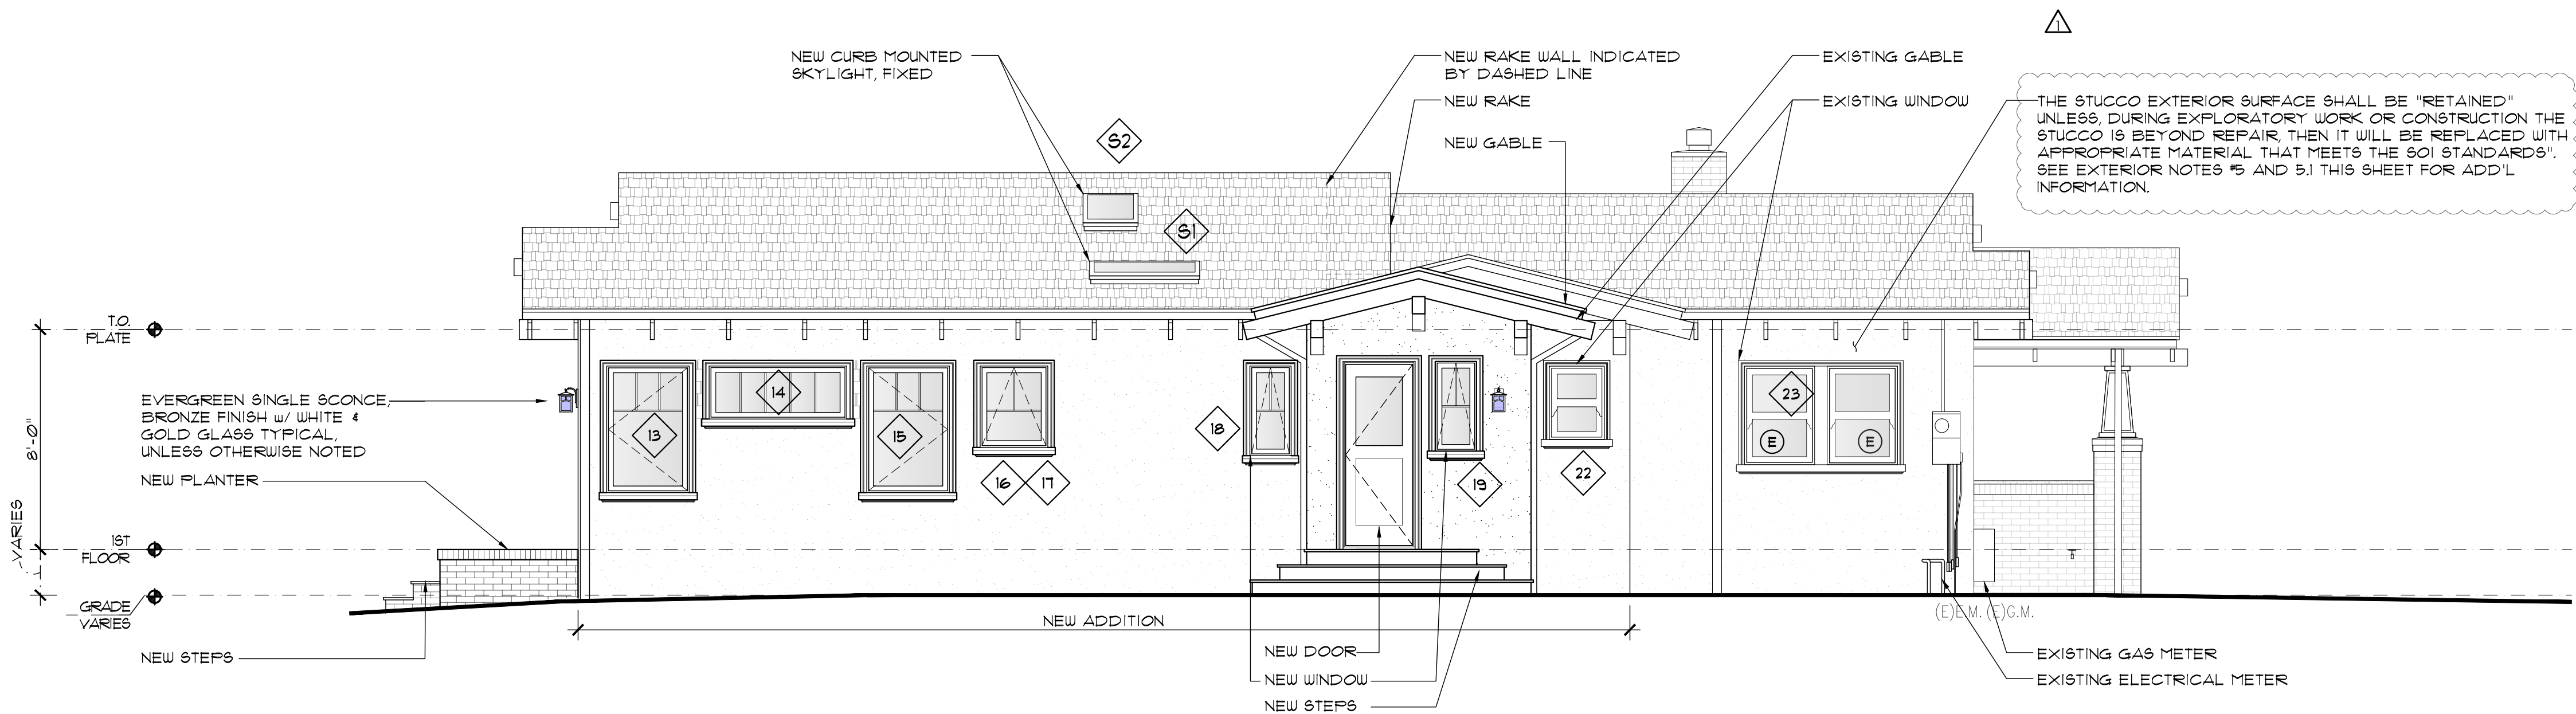 1
NEW CURB MOUNTED
SKYLIGHT, FIXED
NEW RAKE WALL INDICATED
BY DASHED LINE
NEW RAKE
NEW GABLE
EXISTING GABLE
EXISTING WINDOW
THE STUCCO EXTERIOR SURFACE SHALL BE "RETAINED"
UNLESS, DURING EXPLORATORY WORK OR CONSTRUCTION THE
STUCCO IS BEYOND REPAIR, THEN IT WILL BE REPLACED WITH
APPROPRIATE MATERIAL THAT MEETS THE SOI STANDARDS".
SEE EXTERIOR NOTES #5 AND 5.1 THIS SHEET FOR ADD'L
INFORMATION.
S2
S1
T.O.
PLATE
8'-0"
EVERGREEN SINGLE SCONCE,
BRONZE FINISH W/ WHITE &
GOLD GLASS TYPICAL,
UNLESS OTHERWISE NOTED
NEW PLANTER
VARIES
1ST
FLOOR
GRADE
VARIES
NEW STEPS
13
14
15
16
17
18
19
22
23
E
E
NEW ADDITION
NEW DOOR
NEW WINDOW
NEW STEPS
(E)E.M. (E)G.M.
EXISTING GAS METER
EXISTING ELECTRICAL METER